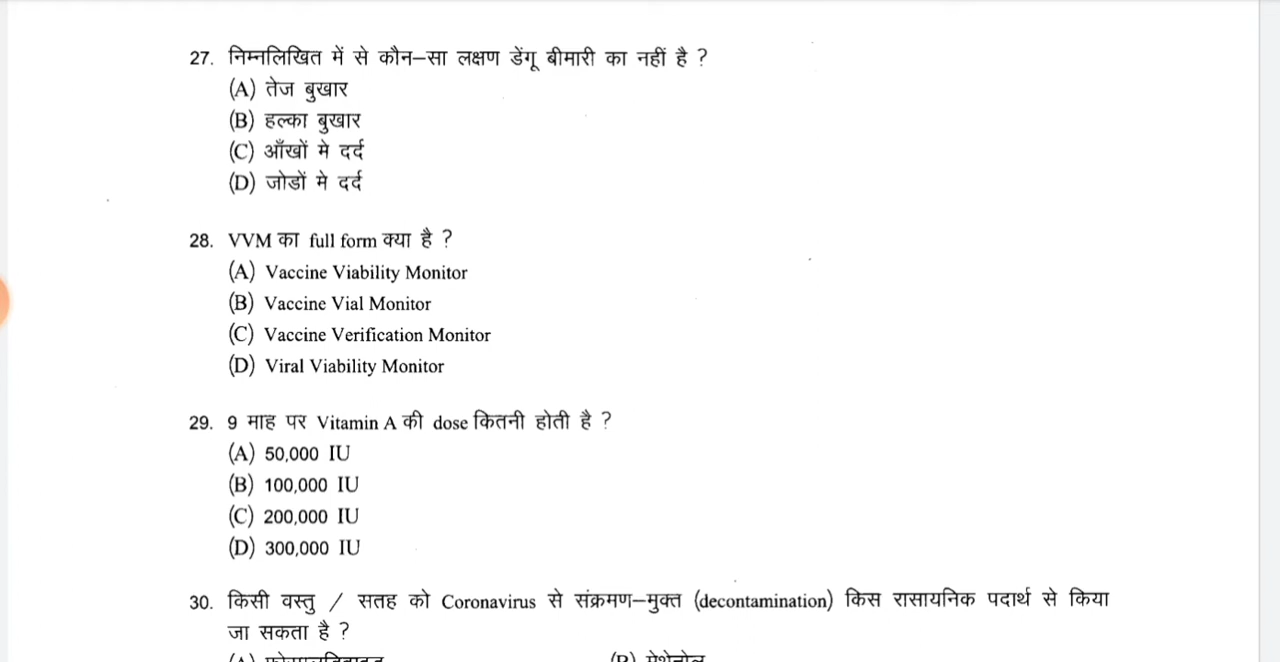 27. निम्नलिखित में से कौन–सा लक्षण डेंगू बीमारी का नहीं है ?
(A) तेज बुखार
(B) हल्का बुखार
(C) आँखों मे दर्द
(D) जोडों मे दर्द
28. VVM का full form क्या है ?
(A) Vaccine Viability Monitor
(B) Vaccine Vial Monitor
(C) Vaccine Verification Monitor
(D) Viral Viability Monitor
29. 9 माह पर Vitamin A की dose कितनी होती है ?
(A) 50,000 IU
(B) 100,000 IU
(C) 200,000 IU
(D) 300,000 IU
30. किसी वस्तु / सतह को Coronavirus से संक्रमण–मुक्त (decontamination) किस रासायनिक पदार्थ से किया
जा सकता है ?